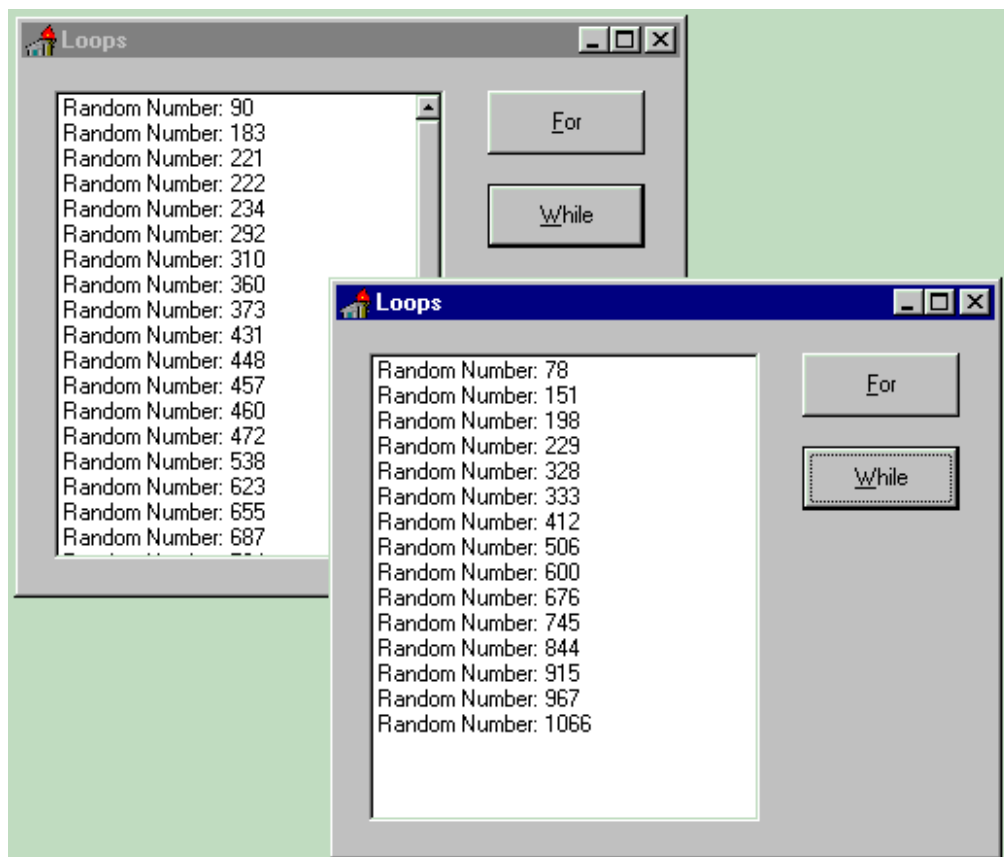 Loops
Random Number: 90
Random Number: 183
Random Number: 221
Random Number: 222
Random Number: 234
Random Number: 292
Random Number: 310
Random Number: 360
Random Number: 373
Random Number: 431
Random Number: 448
Random Number: 457
Random Number: 460
Random Number: 472
Random Number: 538
Random Number: 623
Random Number: 655
Random Number: 687
For
While
Loops
Random Number: 78
Random Number: 151
Random Number: 198
Random Number: 229
Random Number: 328
Random Number: 333
Random Number: 412
Random Number: 506
Random Number: 600
Random Number: 676
Random Number: 745
Random Number: 844
Random Number: 915
Random Number: 967
Random Number: 1066
For
While